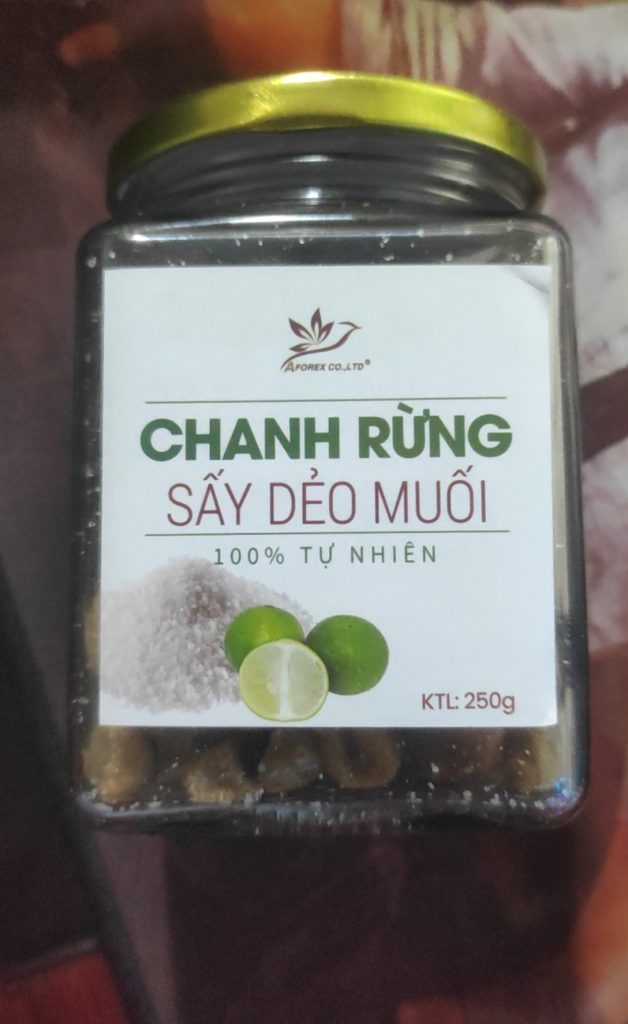 AFOREX CO.,LTD®
CHANH RỪNG
SẤY DẺO MUỐI
100% TỰ NHIÊN
KTL: 250g